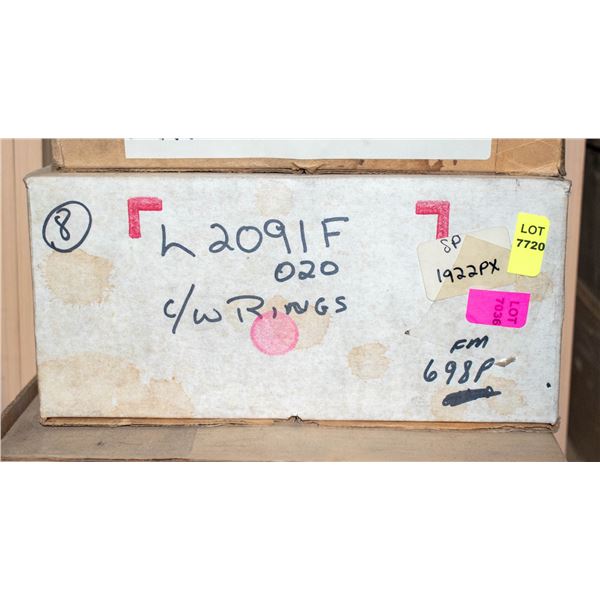 8
L2091F
020
C/W RINGS
SP
1922PX
LOT
7720
LOT
7036
FM
698P